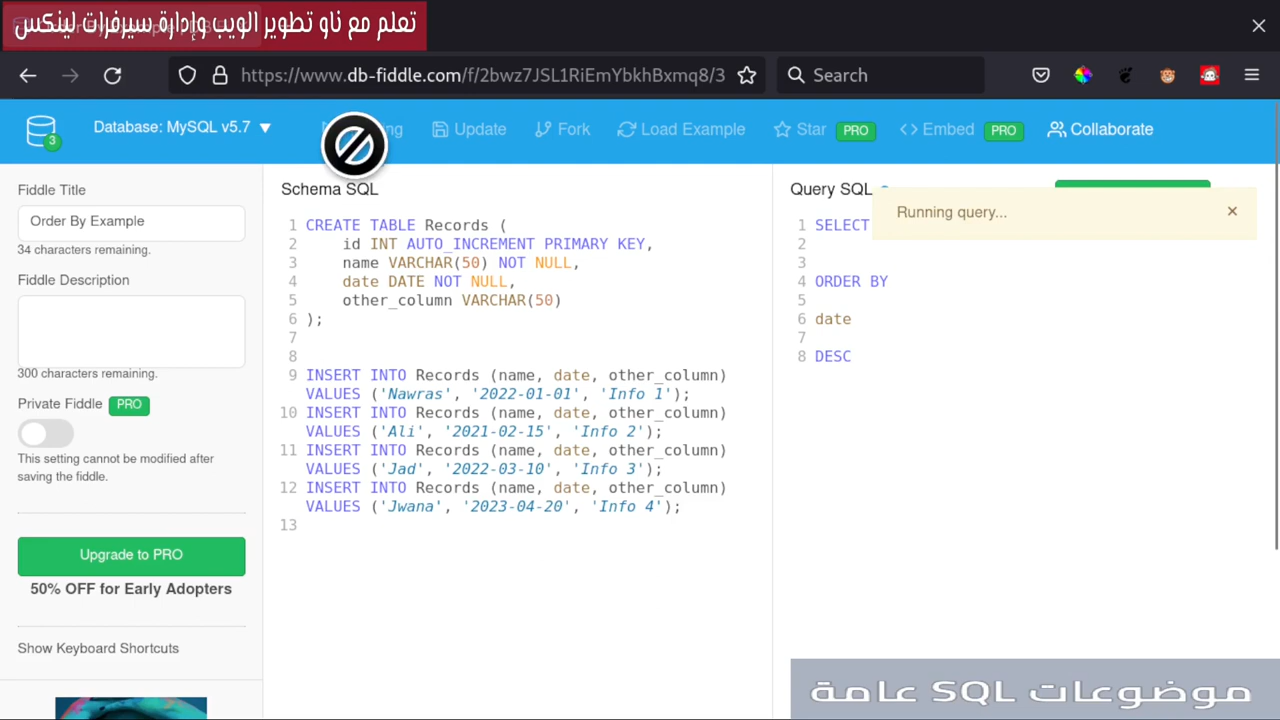 تعلم مع ناو تطوير الويب وإدارة سيرفرات لينكس
https://www.db-fiddle.com/f/2bwz7JSL1RiEmYbkhBxmq8/3
Search
3
Database: MySQL v5.7 ▼
Update
Fork
Load Example
Star PRO
Embed PRO
Collaborate
Fiddle Title
Order By Example
34 characters remaining.
Fiddle Description
300 characters remaining.
Private Fiddle PRO
This setting cannot be modified after
saving the fiddle.
Upgrade to PRO
50% OFF for Early Adopters
Show Keyboard Shortcuts
Schema SQL
1 CREATE TABLE Records (
2 id INT AUTO_INCREMENT PRIMARY KEY,
3 name VARCHAR(50) NOT NULL,
4 date DATE NOT NULL,
5 other_column VARCHAR(50)
6 );
7
8
9 INSERT INTO Records (name, date, other_column)
VALUES ('Nawras', '2022-01-01', 'Info 1');
10 INSERT INTO Records (name, date, other_column)
VALUES ('Ali', '2021-02-15', 'Info 2');
11 INSERT INTO Records (name, date, other_column)
VALUES ('Jad', '2022-03-10', 'Info 3');
12 INSERT INTO Records (name, date, other_column)
VALUES ('Jwana', '2023-04-20', 'Info 4');
13
Query SQL
Running query...
1 SELECT
2
3
4 ORDER BY
5
6 date
7
8 DESC
موضوعات SQL عامة